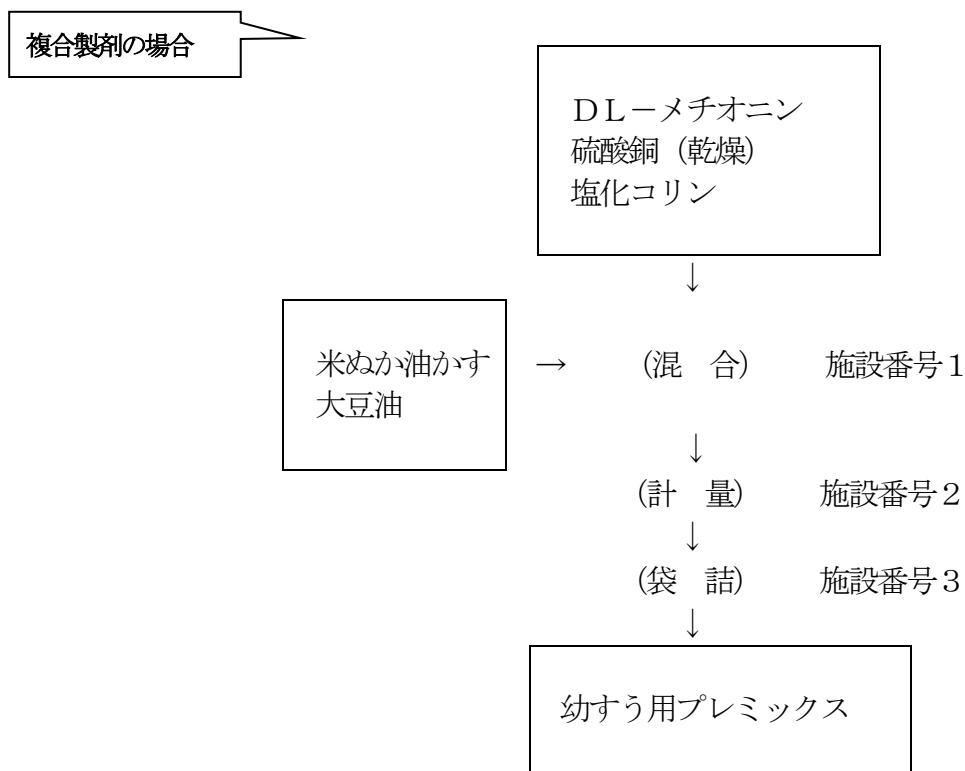 複合製剤の場合
ＤＬ－メチオニン
硫酸銅（乾燥）
塩化コリン
↓
米ぬか油かす
大豆油
→ （混　合）　施設番号１
↓
（計　量）　施設番号２
↓
（袋　詰）　施設番号３
↓
幼すう用プレミックス